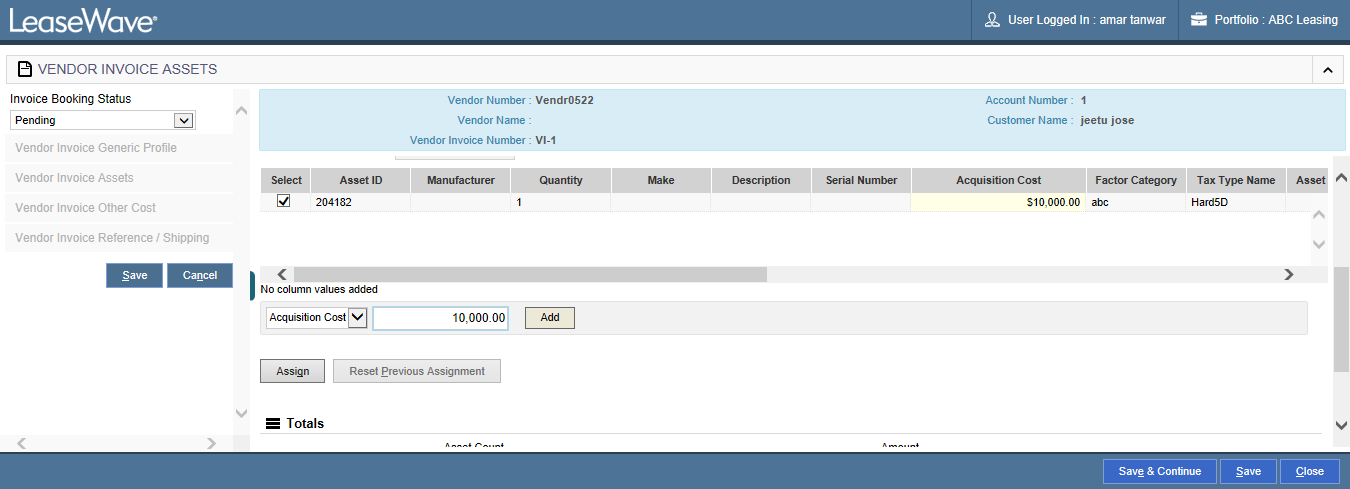 LeaseWave®
User Logged In : amar tanwar
Portfolio : ABC Leasing
VENDOR INVOICE ASSETS
Invoice Booking Status
Pending
Vendor Invoice Generic Profile
Vendor Invoice Assets
Vendor Invoice Other Cost
Vendor Invoice Reference / Shipping
Save Cancel
Vendor Number : Vendr0522
Account Number : 1
Vendor Name :
Customer Name : jeetu jose
Vendor Invoice Number : VI-1
Select Asset ID Manufacturer Quantity Make Description Serial Number Acquisition Cost Factor Category Tax Type Name Asset
204182 1 $10,000.00 abc Hard5D
No column values added
Acquisition Cost 10,000.00 Add
Assign Reset Previous Assignment
Totals
Asset Count Amount
Save & Continue Save Close